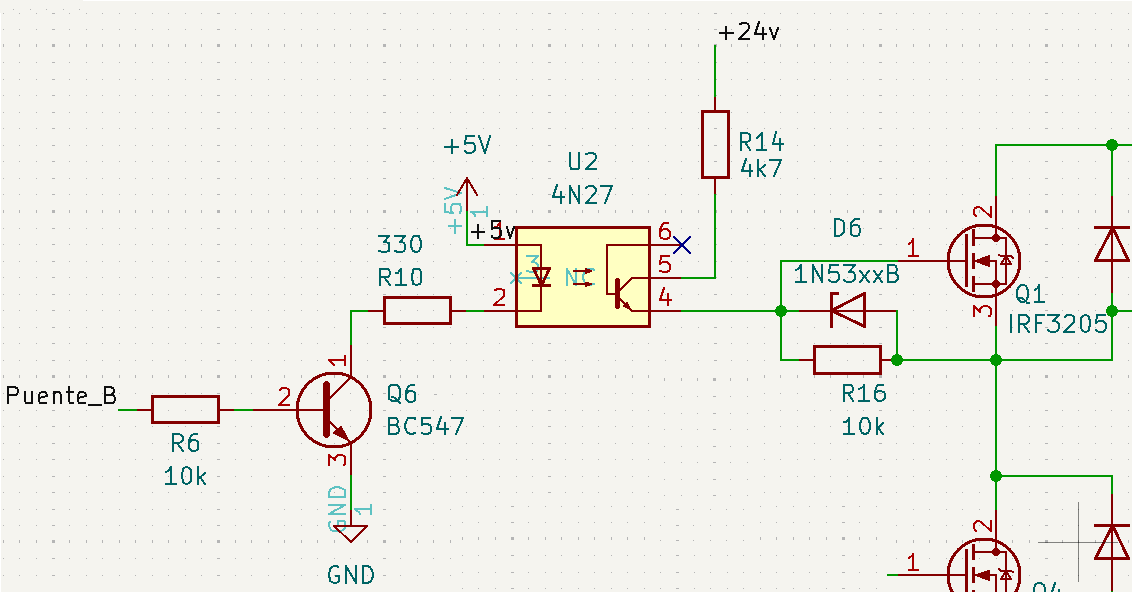 +24v
R14
4k7
+5V
+5V
1
+5v
U2
4N27
1
6
NC
3
5
2
4
330
R10
D6
1N53xxB
2
1
3
Q1
IRF3205
R16
10k
Puente_B
R6
10k
1
2
3
Q6
BC547
GND
1
GND
2
1
Q4